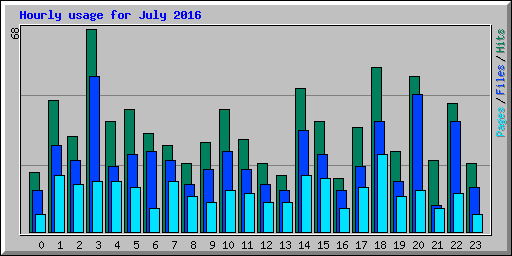 Hourly usage for July 2016
68
Pages/Files/Hits
0 1 2 3 4 5 6 7 8 9 10 11 12 13 14 15 16 17 18 19 20 21 22 23